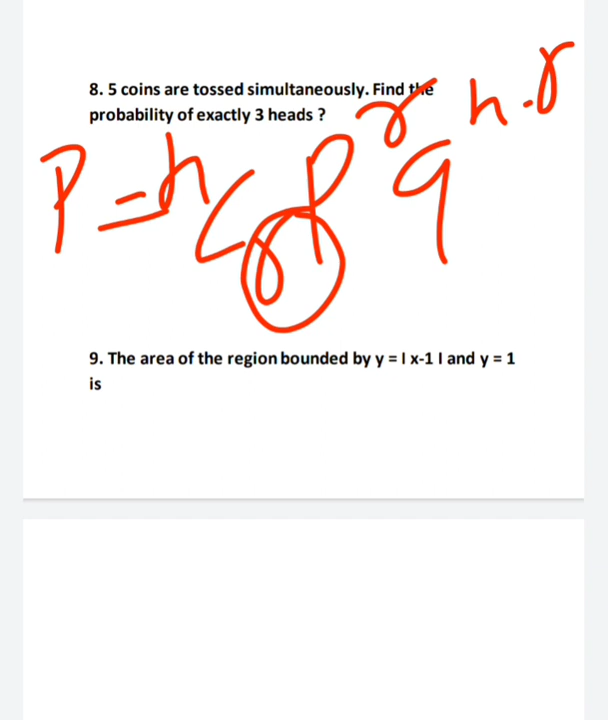 8. 5 coins are tossed simultaneously. Find the
probability of exactly 3 heads ?
P = nCr p^r q^n-r
9. The area of the region bounded by y = I x-1 I and y = 1
is